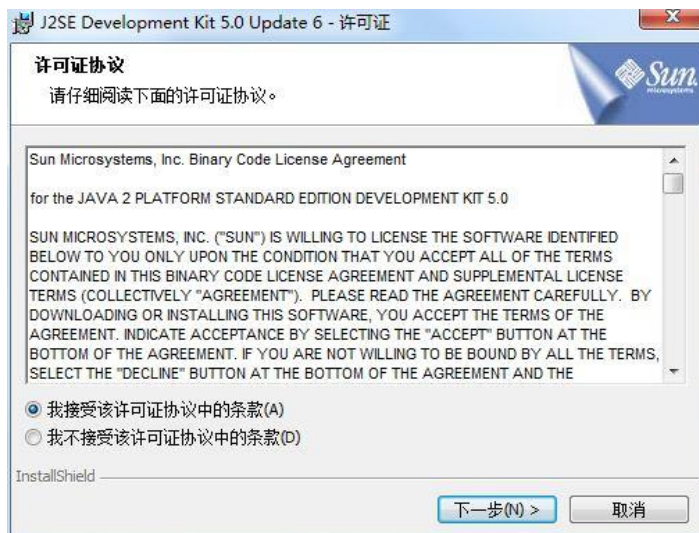 J2SE Development Kit 5.0 Update 6 - 许可证
许可证协议
请仔细阅读下面的许可证协议。
Sun
microsystems
Sun Microsystems, Inc. Binary Code License Agreement
for the JAVA 2 PLATFORM STANDARD EDITION DEVELOPMENT KIT 5.0
SUN MICROSYSTEMS, INC. ("SUN") IS WILLING TO LICENSE THE SOFTWARE IDENTIFIED
BELOW TO YOU ONLY UPON THE CONDITION THAT YOU ACCEPT ALL OF THE TERMS
CONTAINED IN THIS BINARY CODE LICENSE AGREEMENT AND SUPPLEMENTAL LICENSE
TERMS (COLLECTIVELY "AGREEMENT"). PLEASE READ THE AGREEMENT CAREFULLY. BY
DOWNLOADING OR INSTALLING THIS SOFTWARE, YOU ACCEPT THE TERMS OF THE
AGREEMENT. INDICATE ACCEPTANCE BY SELECTING THE "ACCEPT" BUTTON AT THE
BOTTOM OF THE AGREEMENT. IF YOU ARE NOT WILLING TO BE BOUND BY ALL THE TERMS,
SELECT THE "DECLINE" BUTTON AT THE BOTTOM OF THE AGREEMENT AND THE
我接受该许可证协议中的条款(A)
我不接受该许可证协议中的条款(D)
InstallShield
下一步(N) >
取消